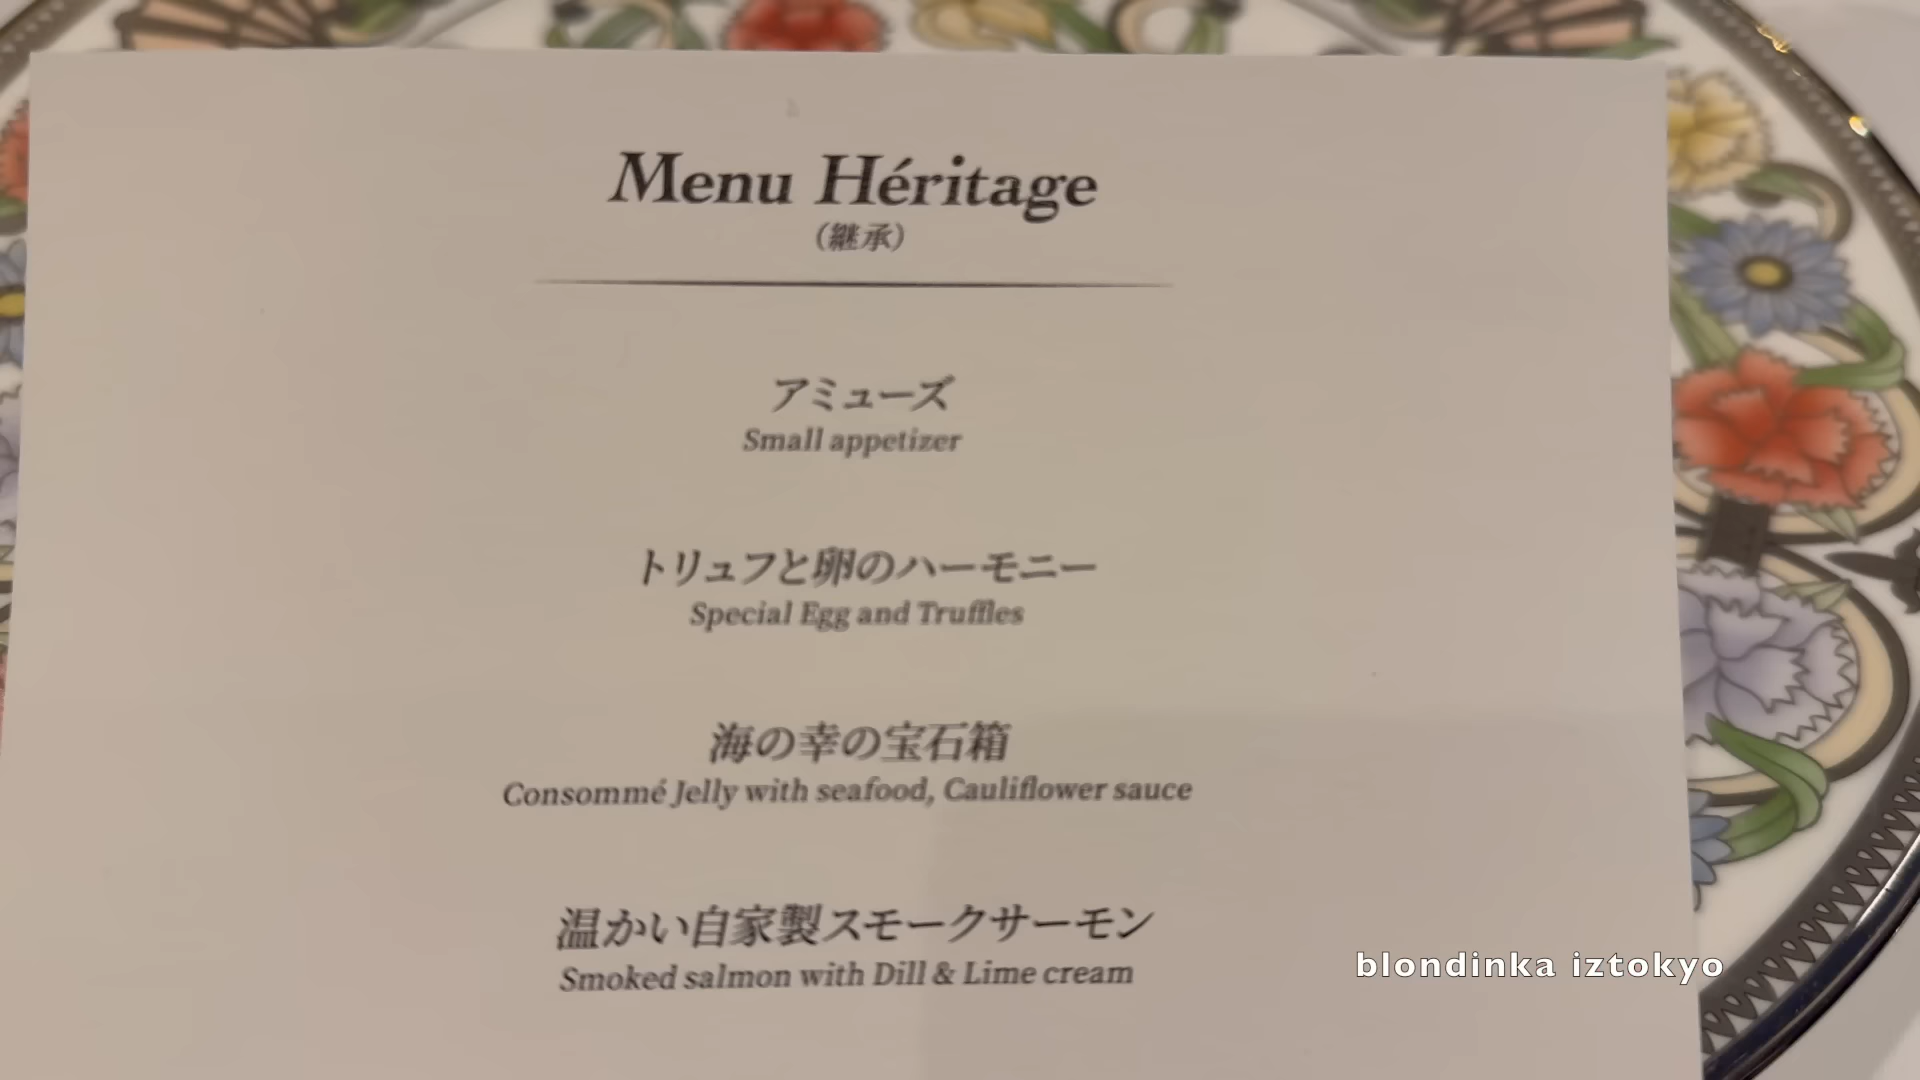 Menu Héritage
（継承）
アミューズ
Small appetizer
トリュフと卵のハーモニー
Special Egg and Truffles
海の幸の宝石箱
Consommé Jelly with seafood, Cauliflower sauce
温かい自家製スモークサーモン
Smoked salmon with Dill & Lime cream
blondinka iztokyo